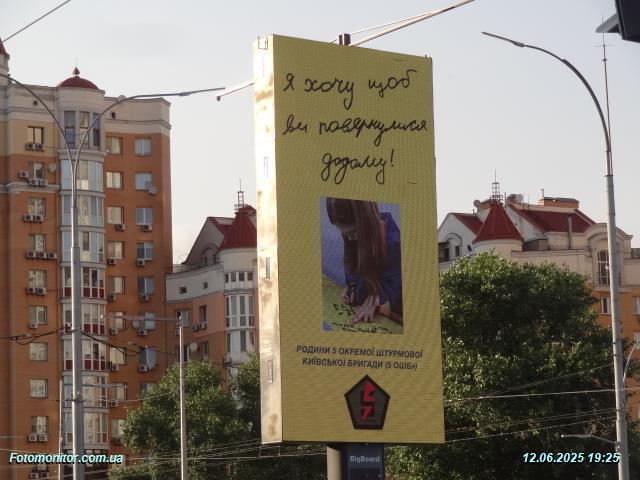 я хочу щоб
ви повернулися
додому!
РОДИНИ 5 ОКРЕМОЇ ШТУРМОВОЇ
КИЇВСЬКОЇ БРИГАДИ (5 ОШБр)
BigBoard
Fotomonitor.com.ua
12.06.2025 19:25